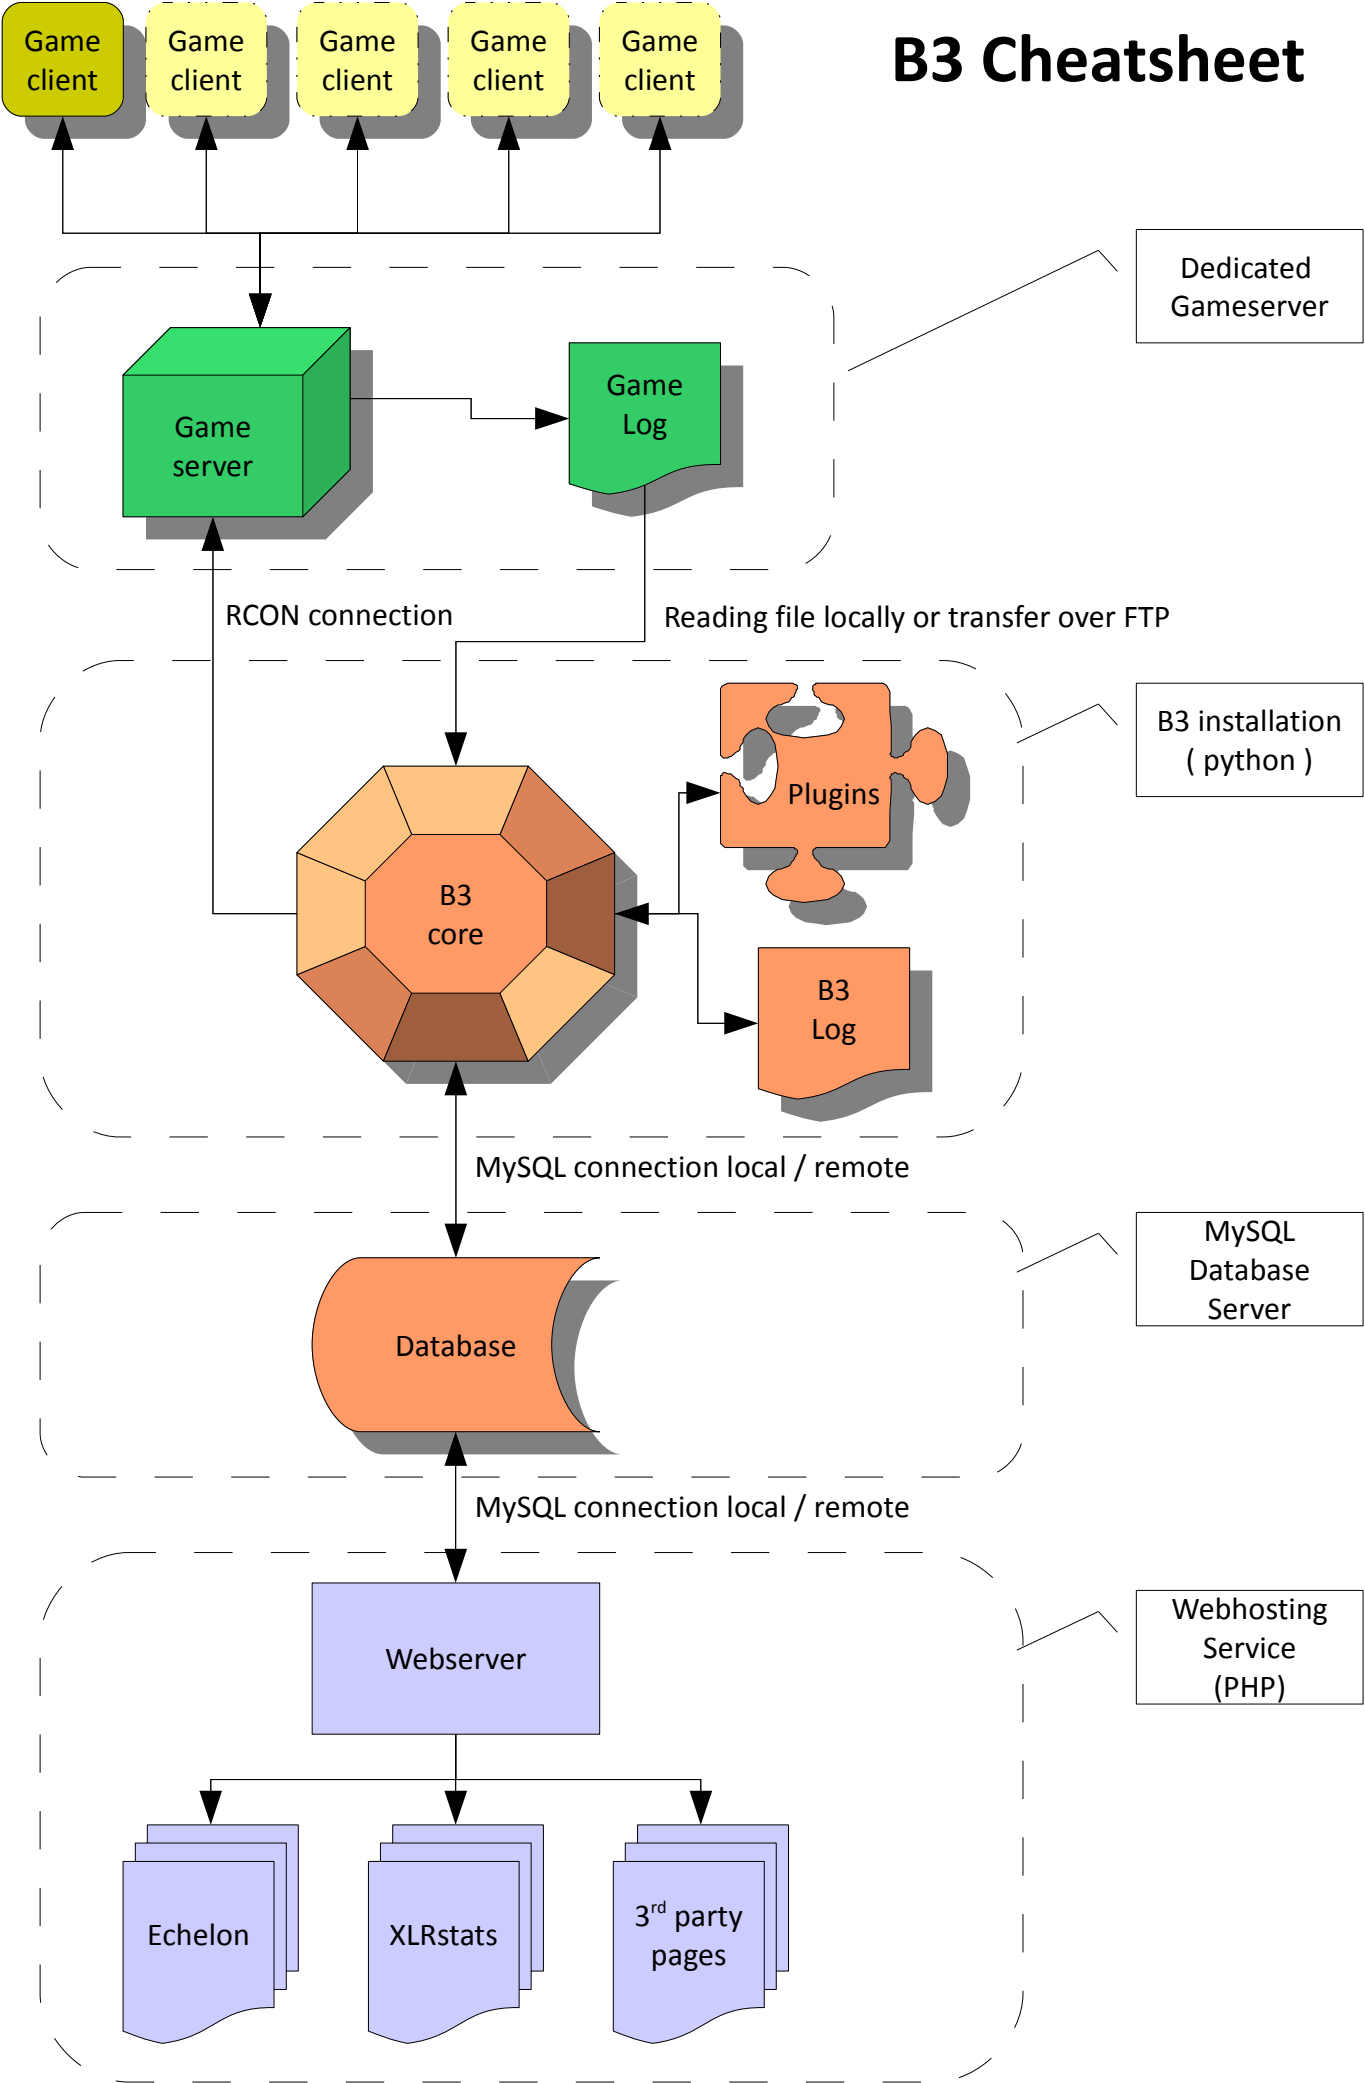 B3 Cheatsheet
Game
client
Game
client
Game
client
Game
client
Game
client
Dedicated
Gameserver
Game
server
Game
Log
RCON connection
Reading file locally or transfer over FTP
B3 installation
( python )
Plugins
B3
core
B3
Log
MySQL connection local / remote
MySQL
Database
Server
Database
MySQL connection local / remote
Webhosting
Service
(PHP)
Webserver
Echelon
XLRstats
3rd party
pages